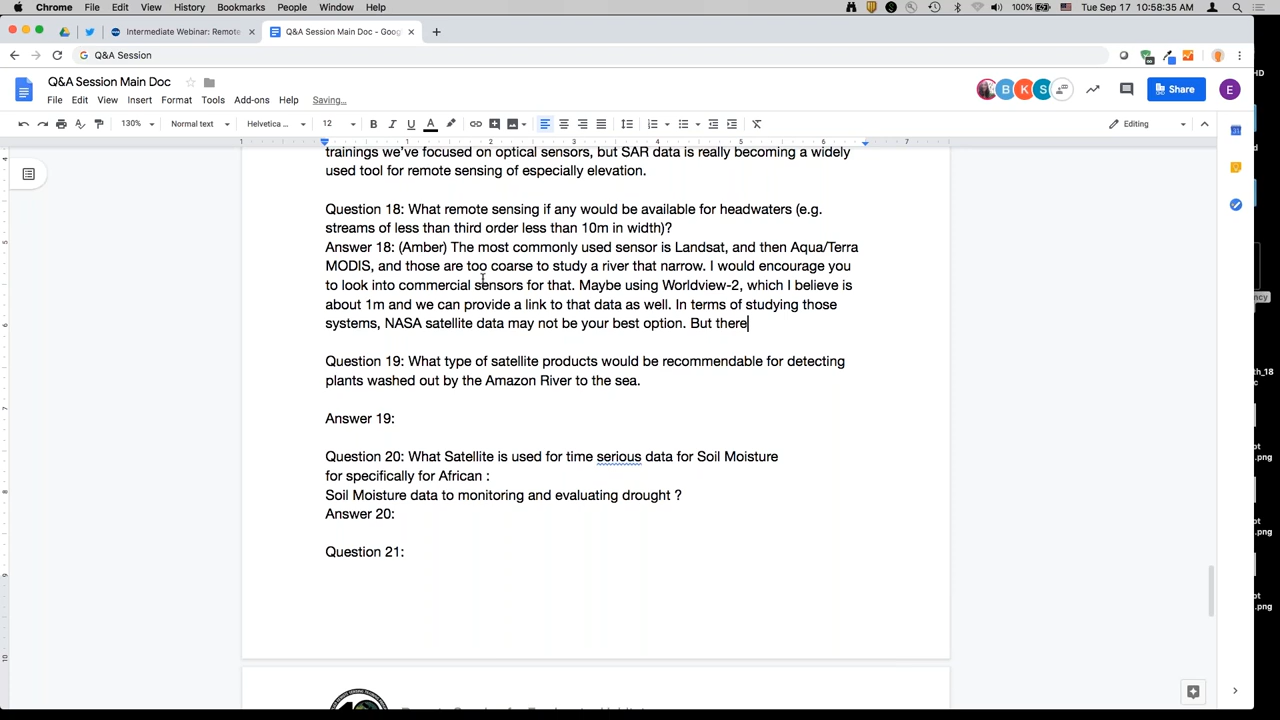 Chrome File Edit View History Bookmarks People Window Help 100% Tue Sep 17 10:58:35 AM
Intermediate Webinar: Remote Q&A Session Main Doc - Goog
Q&A Session
Q&A Session Main Doc
File Edit View Insert Format Tools Add-ons Help Saving...
B K S Share E
130% Normal text Helvetica ... 12 B I U A Editing
1 1 2 3 4 5 6 7
trainings we've focused on optical sensors, but SAR data is really becoming a widely
used tool for remote sensing of especially elevation.
Question 18: What remote sensing if any would be available for headwaters (e.g.
streams of less than third order less than 10m in width)?
Answer 18: (Amber) The most commonly used sensor is Landsat, and then Aqua/Terra
MODIS, and those are too coarse to study a river that narrow. I would encourage you
to look into commercial sensors for that. Maybe using Worldview-2, which I believe is
about 1m and we can provide a link to that data as well. In terms of studying those
systems, NASA satellite data may not be your best option. But there
Question 19: What type of satellite products would be recommendable for detecting
plants washed out by the Amazon River to the sea.
Answer 19:
Question 20: What Satellite is used for time serious data for Soil Moisture
for specifically for African :
Soil Moisture data to monitoring and evaluating drought ?
Answer 20:
Question 21: